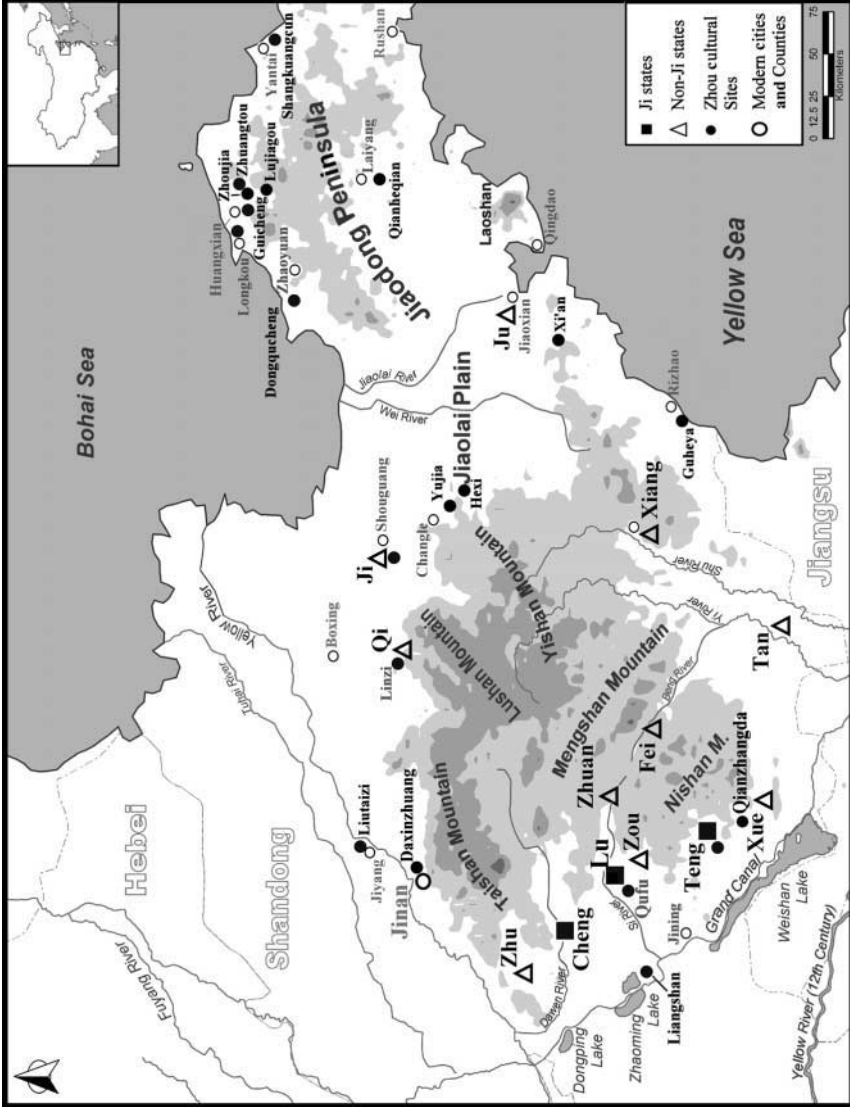 Bohai Sea
Yellow Sea
Hebei
Shandong
Jiangsu
Jiaodong Peninsula
Jiaolai Plain
Fuyang River
Tuhai River
Yellow River
Jiaolai River
Wei River
Yantai
Shangkuangcun
Rushan
Zhoujia
Zhuangtou
Lujiagou
Huangxian
Guicheng
Longkou
Zhaoyuan
Dongqucheng
Laiyang
Qianheqian
Laoshan
Qingdao
Ju
Jiaoxian
Xi'an
Rizhao
Guheya
Shouguang
Ji
Changle
Yujia
Hexi
Boxing
Qi
Linzi
Lushan Mountain
Yishan Mountain
Xiang
Shu River
Yi River
Tan
Liutaizi
Jiyang
Daxinzhuang
Jinan
Taishan Mountain
Mengshan Mountain
Nishan M.
Zhuan
Fei
Lu
Zou
Qufu
Si River
Teng
Qianzhangda
Xue
Zhu
Cheng
Dawen River
Dongping
Lake
Zhaoming
Lake
Liangshan
Jining
Grand Canal
Weishan
Lake
Yellow River (12th Century)
Ji states
Non-Ji states
Zhou cultural
Sites
Modern cities
and Counties
0 12.5 25 50 75
Kilometers